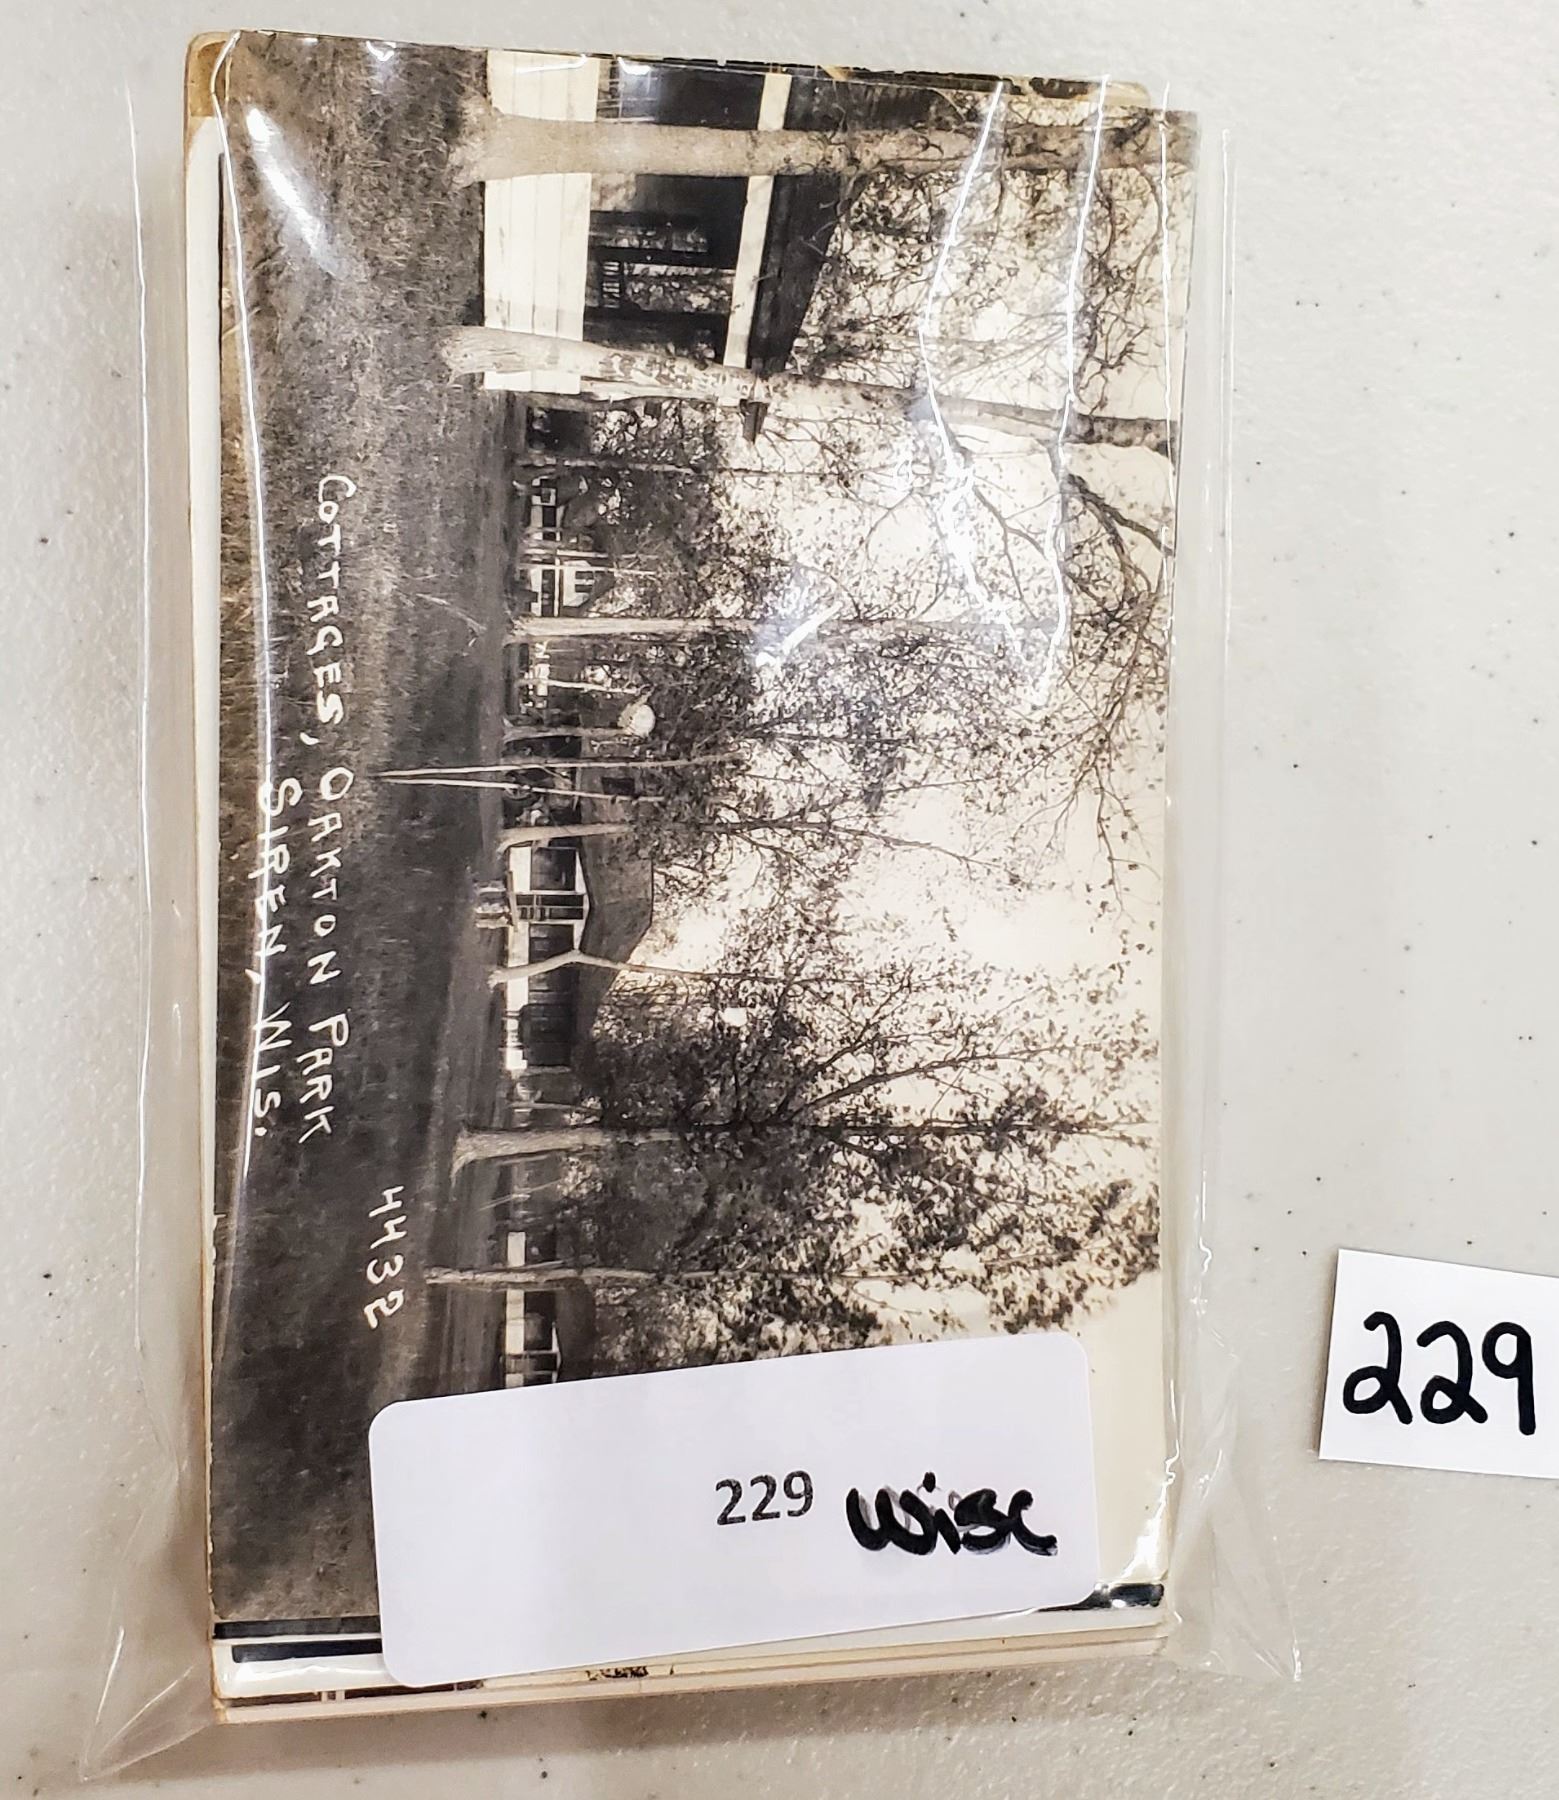 COTTAGES, OAKTON PARK
SIREN, WIS.
4432
229 wisc
229